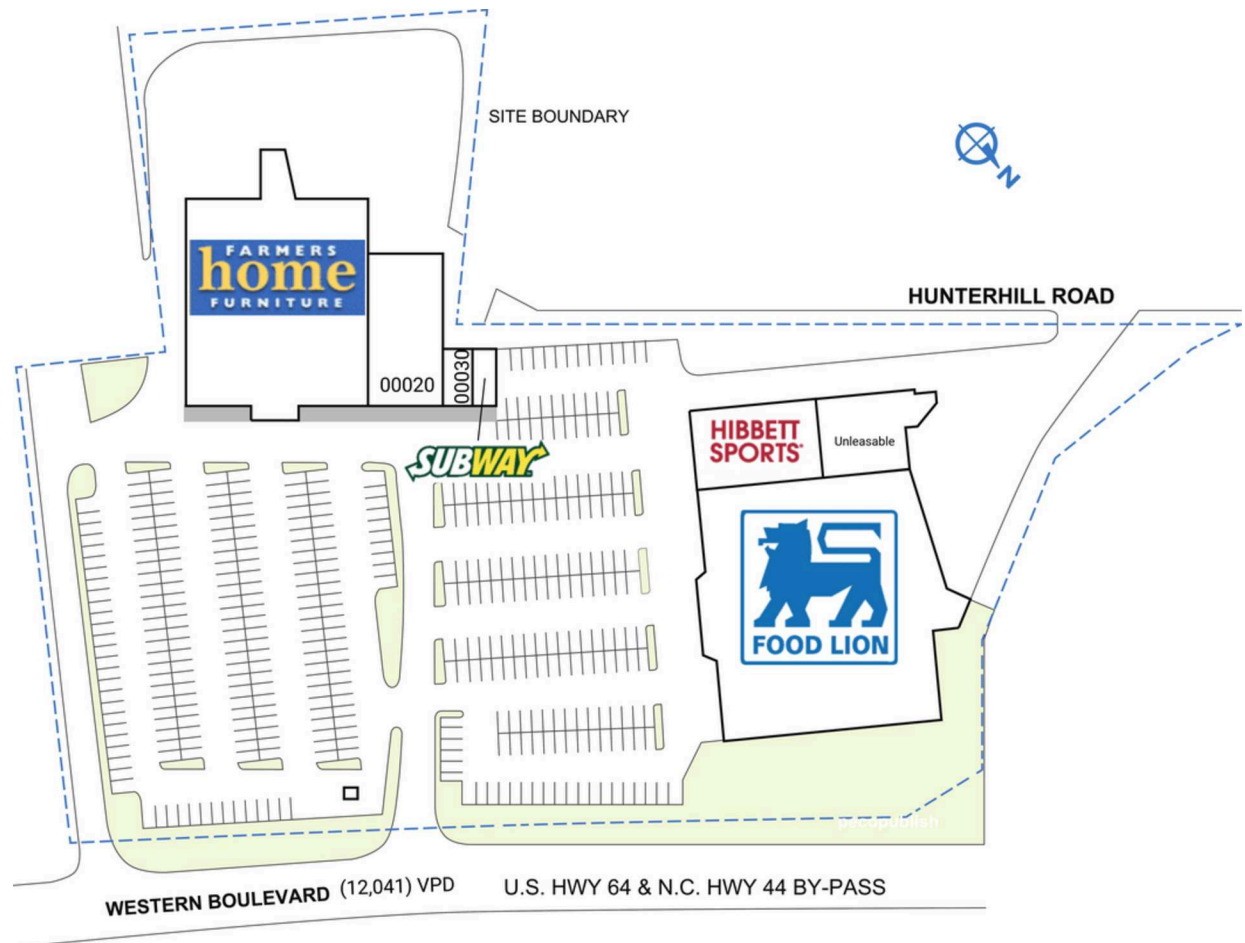 SITE BOUNDARY
N
FARMERS
home
FURNITURE
HUNTERHILL ROAD
00020
00030
SUBWAY
HIBBETT
SPORTS
Unleasable
FOOD LION
WESTERN BOULEVARD (12,041) VPD
U.S. HWY 64 & N.C. HWY 44 BY-PASS